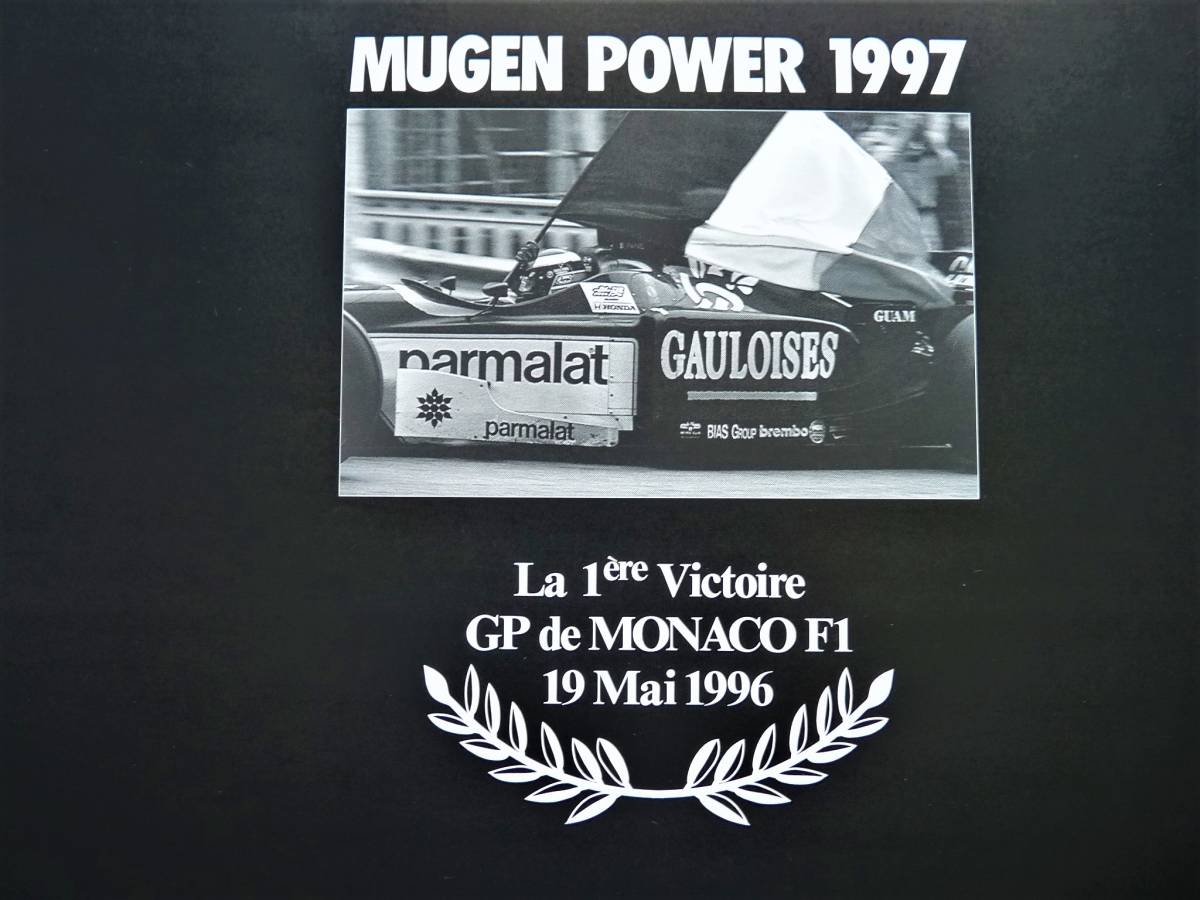 MUGEN POWER 1997
HONDA
GUAM
parmalat
GAULOISES
parmalat
BIAS GROUP brembo
La 1ère Victoire
GP de MONACO F1
19 Mai 1996